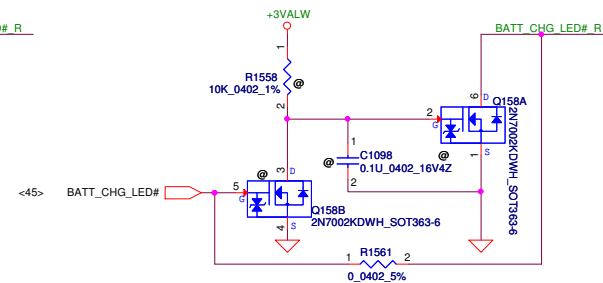 # R
+3VALW
BATT_CHG_LED#_R
1
R1558
10K_0402_1%
@
2
6
D
Q158A
2
G
2N7002KDWH_SOT363-6
@
S
1
1
C1098
@
0.1U_0402_16V4Z
2
@
3
D
<45>
BATT_CHG_LED#
5
G
Q158B
2N7002KDWH_SOT363-6
4
S
R1561
1
2
0_0402_5%